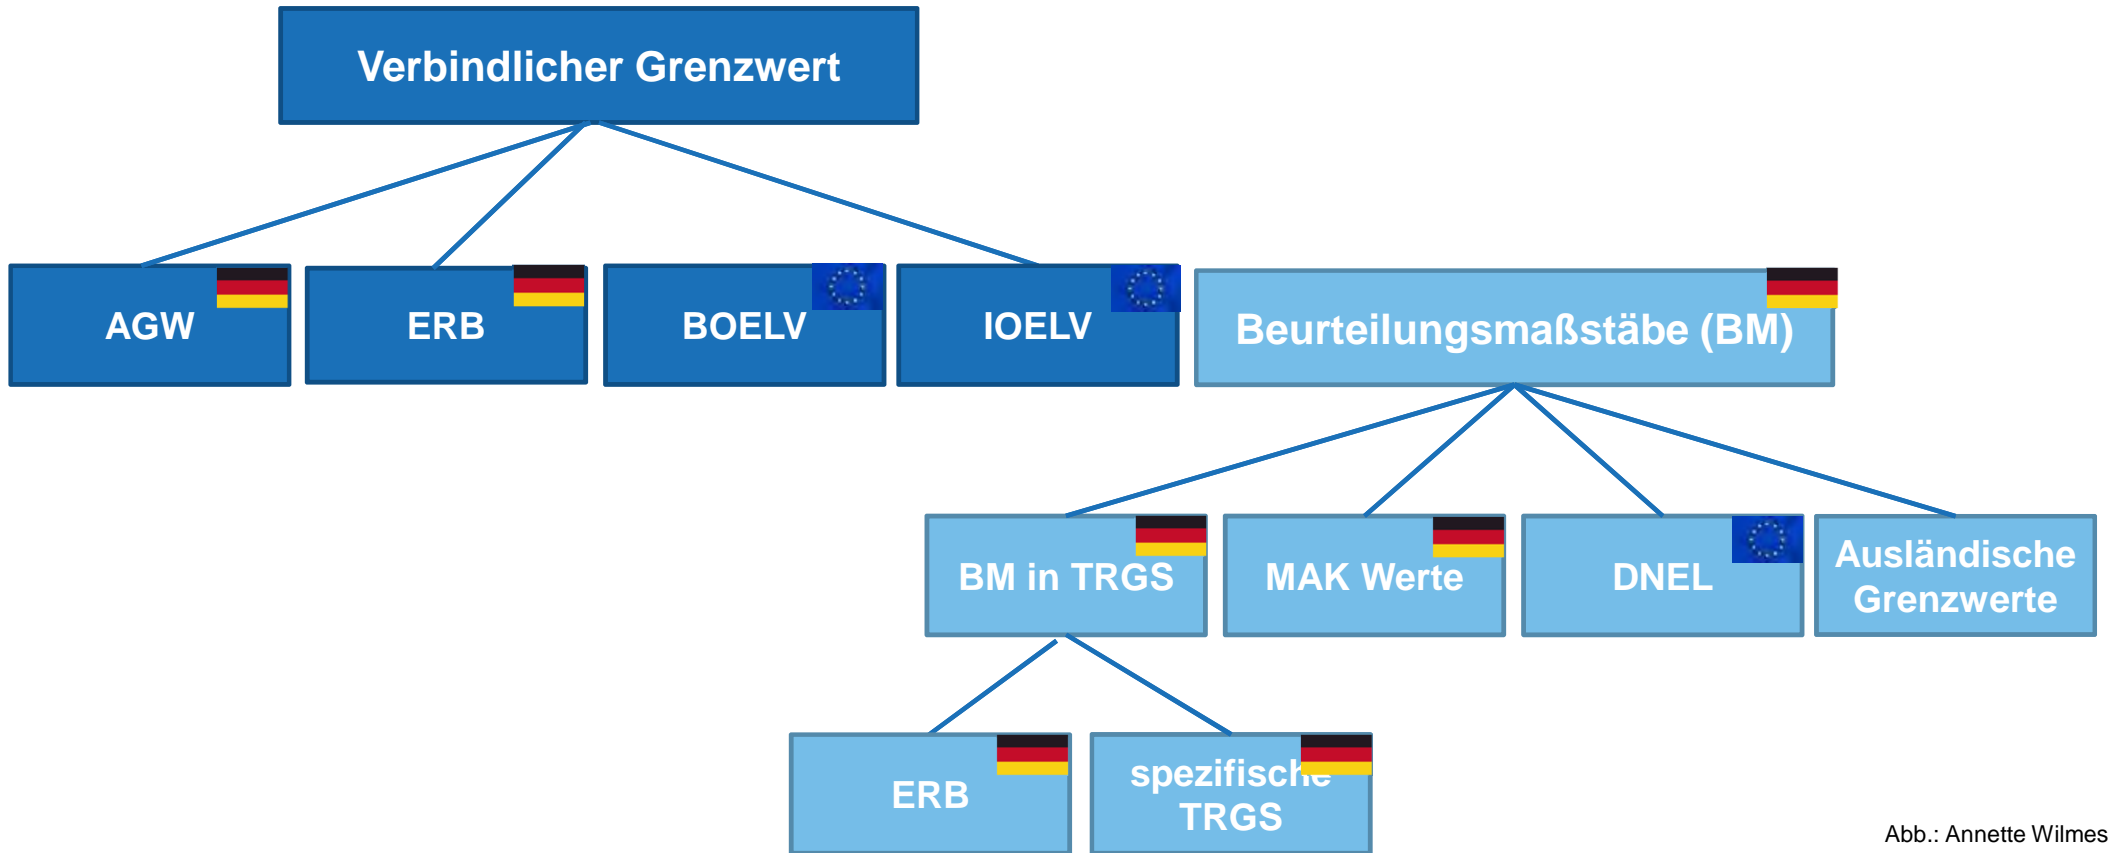 Verbindlicher Grenzwert
AGW
ERB
BOELV
IOELV
Beurteilungsmaßstäbe (BM)
BM in TRGS
MAK Werte
DNEL
Ausländische
Grenzwerte
ERB
spezifische
TRGS
Abb.: Annette Wilmes